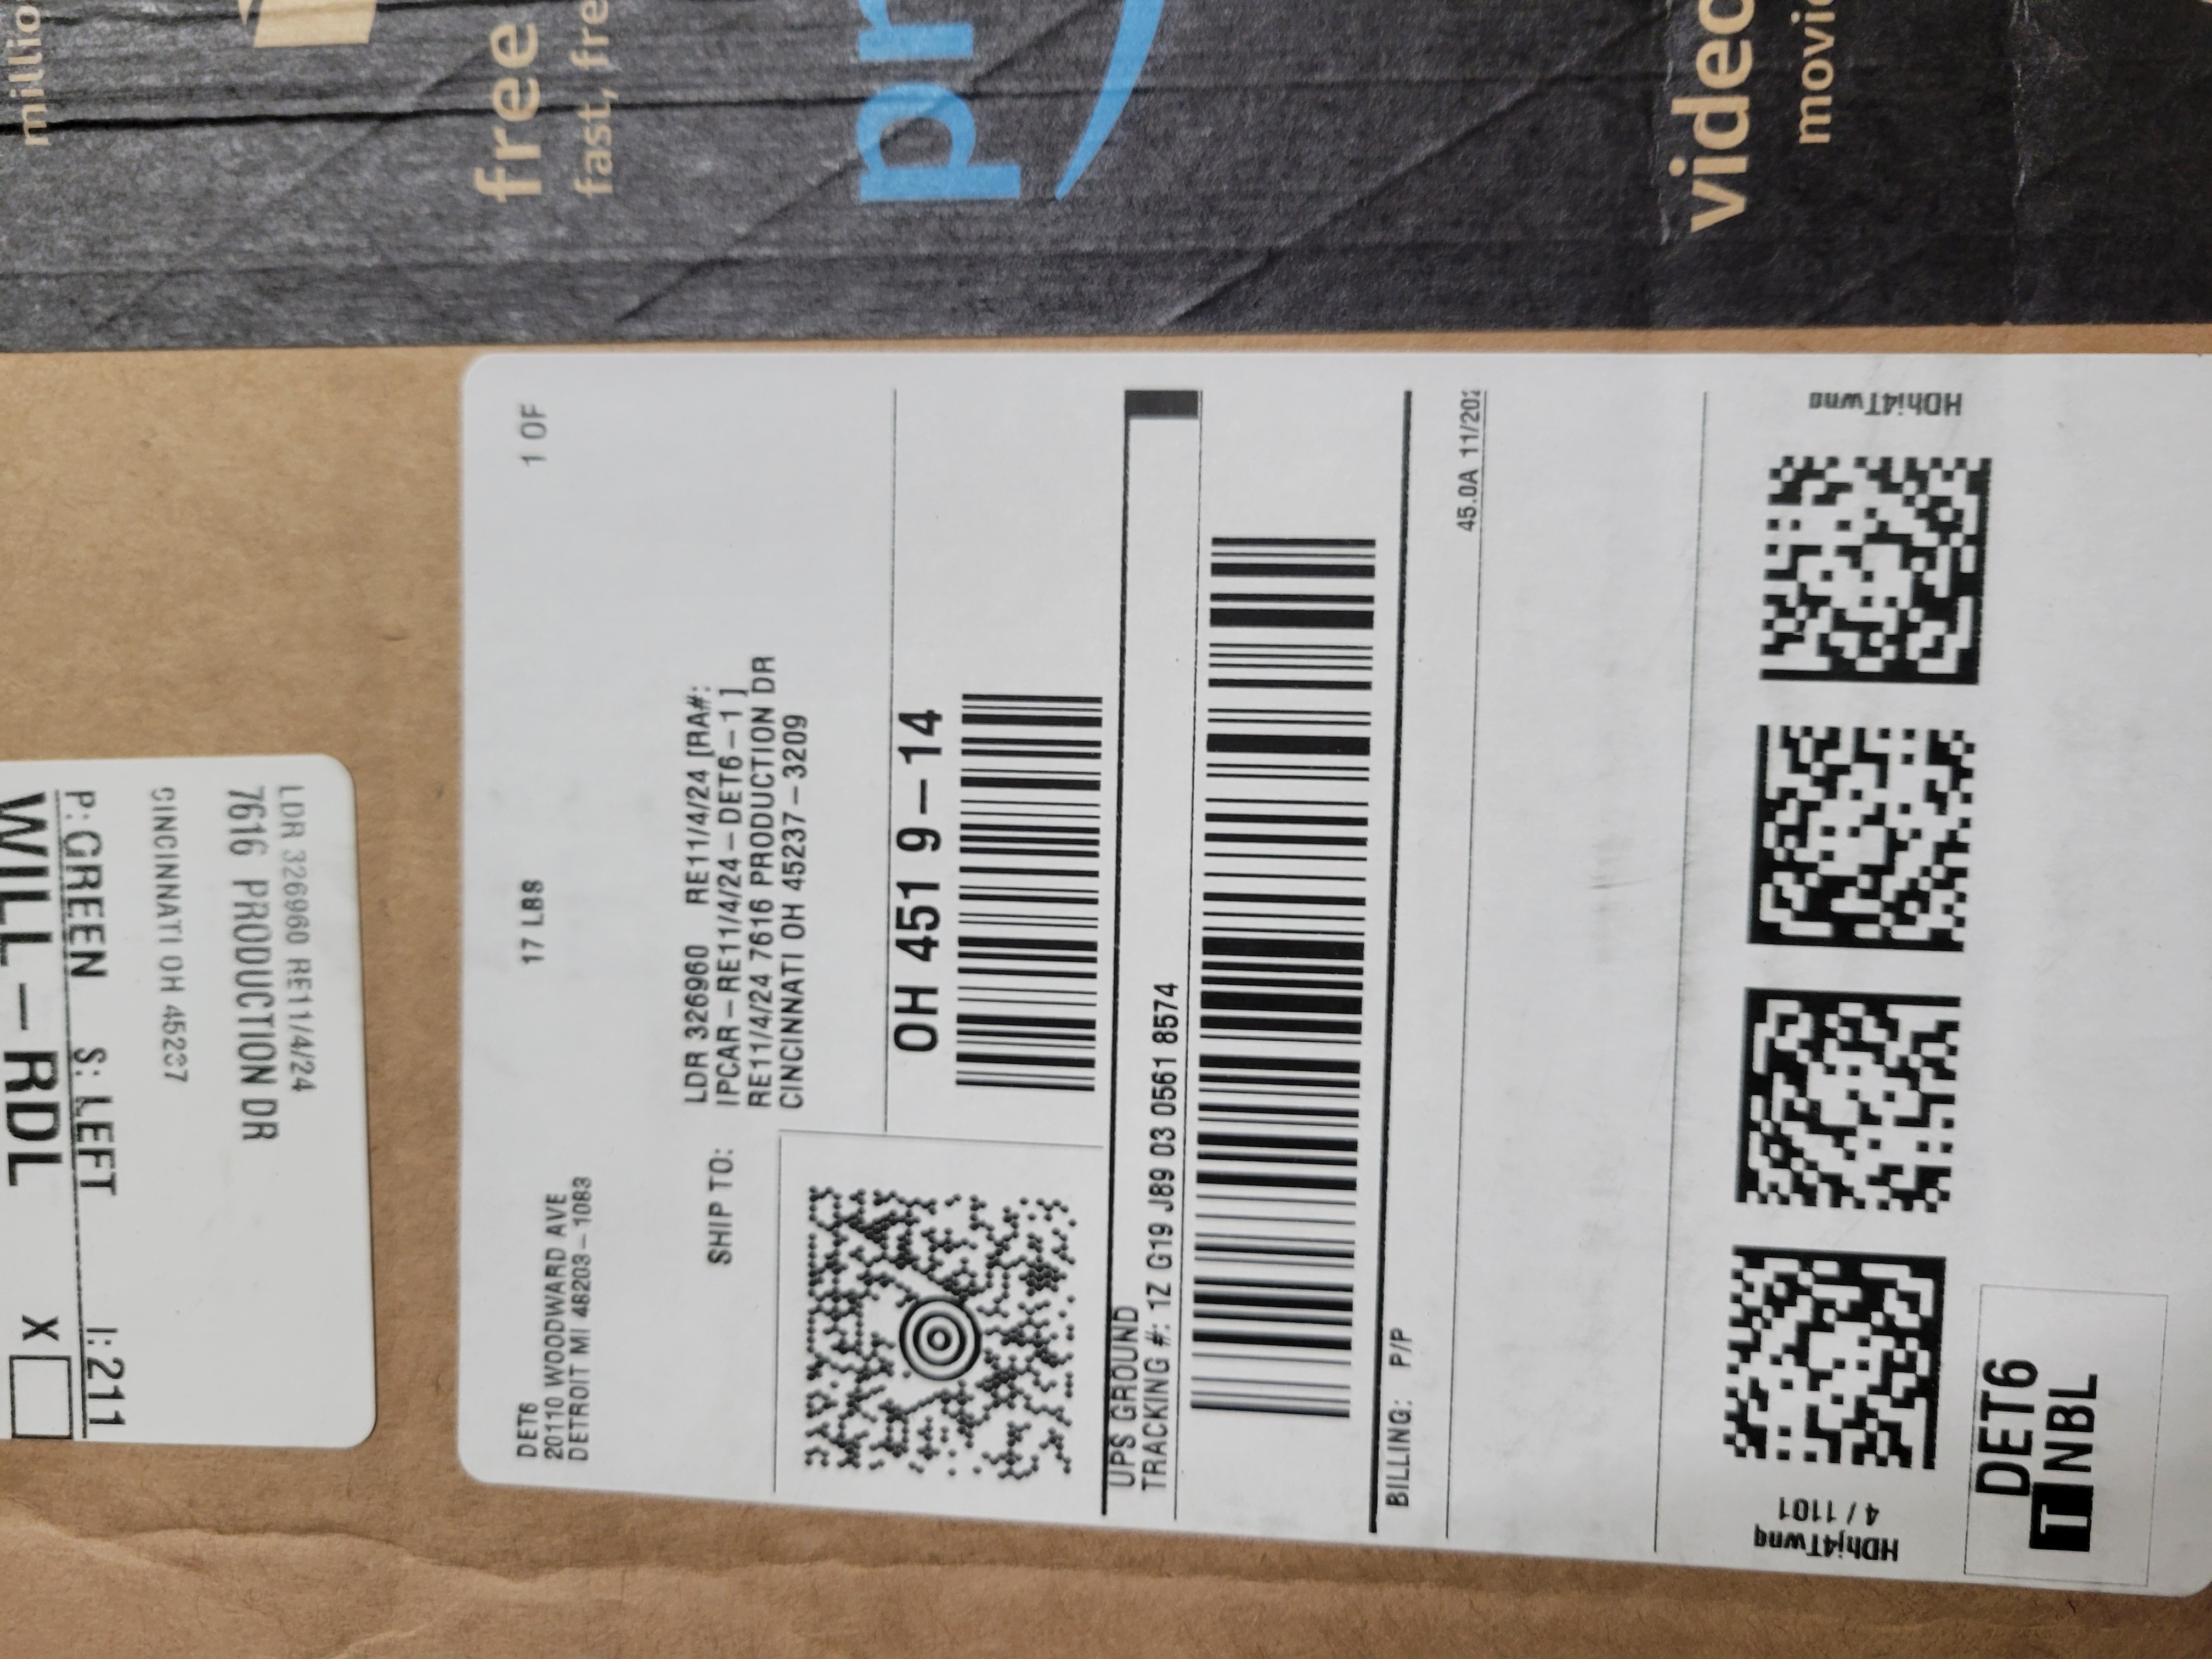 millio
free
fast, fre
pr
video
movie
DET6
20110 WOODWARD AVE
DETROIT MI 48203-1083
17 LBS
1 OF
SHIP TO:
LDR 326960 RE11/4/24 [RA#:
IPCAR-RE11/4/24-DET6-1]
RE11/4/24 7616 PRODUCTION DR
CINCINNATI OH 45237-3209
OH 451 9-14
UPS GROUND
TRACKING #: 1Z G19 J89 03 0561 8574
BILLING: P/P
45.0A 11/202
HDhj4Twnq
4/1101
HDhj4Twnq
DET6
T NBL
LDR 326960 RE11/4/24
7616 PRODUCTION DR
CINCINNATI OH 45237
P:GREEN S: LEFT I:211
WILL-RDL X